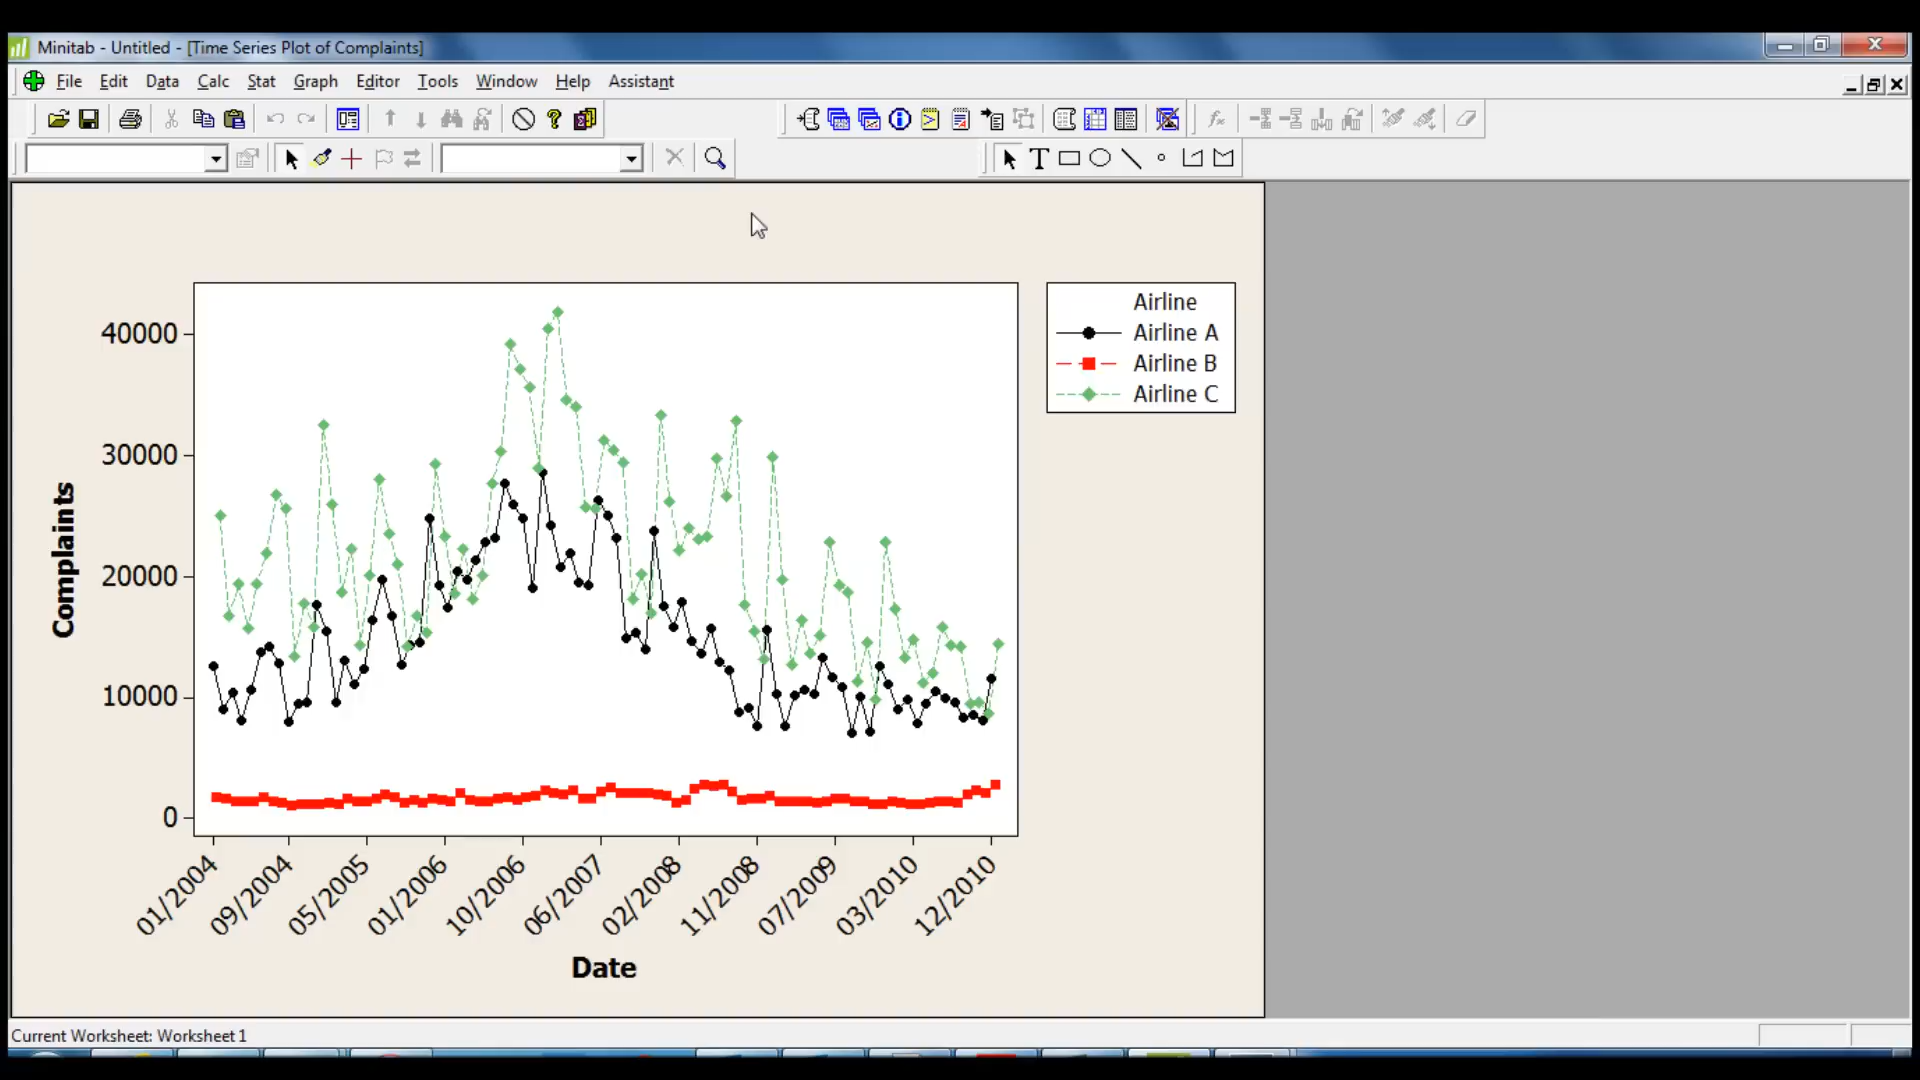 Minitab - Untitled - [Time Series Plot of Complaints]
File Edit Data Calc Stat Graph Editor Tools Window Help Assistant
Airline
Airline A
Airline B
Airline C
40000
30000
20000
10000
0
Complaints
01/2004 09/2004 05/2005 01/2006 10/2006 06/2007 02/2008 11/2008 07/2009 03/2010 12/2010
Date
Current Worksheet: Worksheet 1